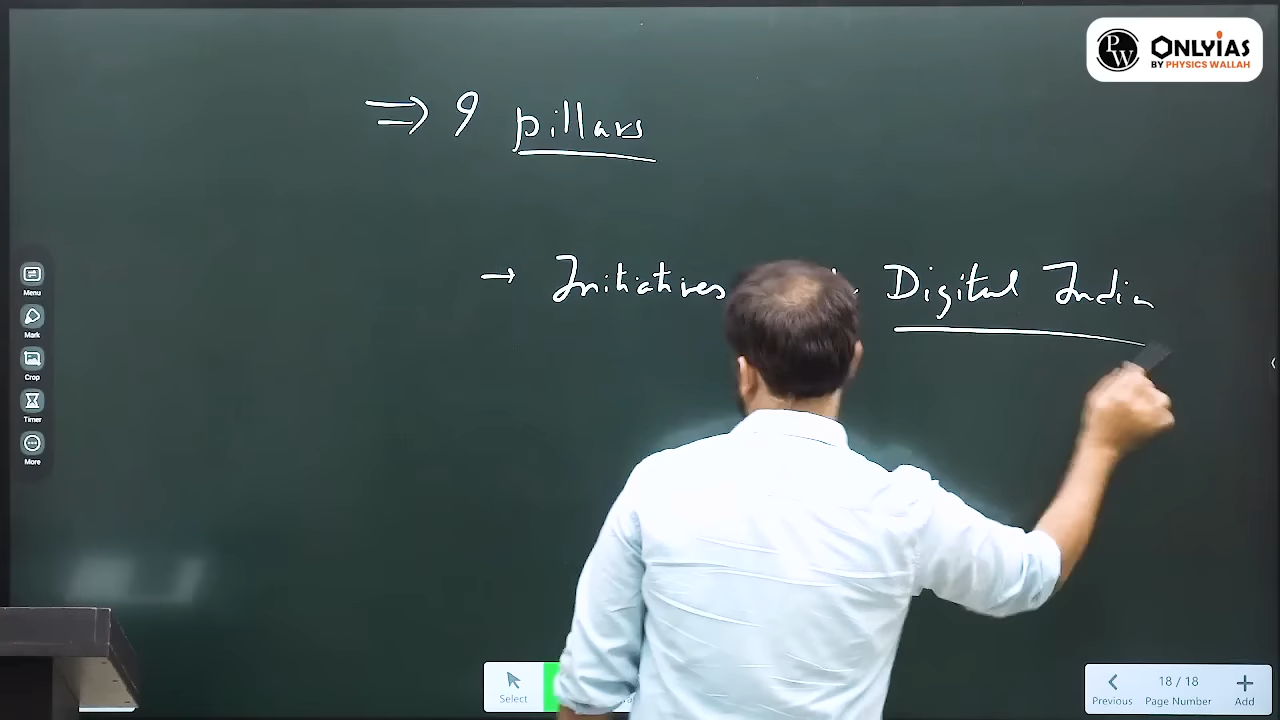 PW ONLYIAS
BY PHYSICS WALLAH
⇒ 9 pillars
→ Initiatives Digital India
Menu
Mark
Crop
Timer
More
Select
18 / 18
Previous Page Number Add